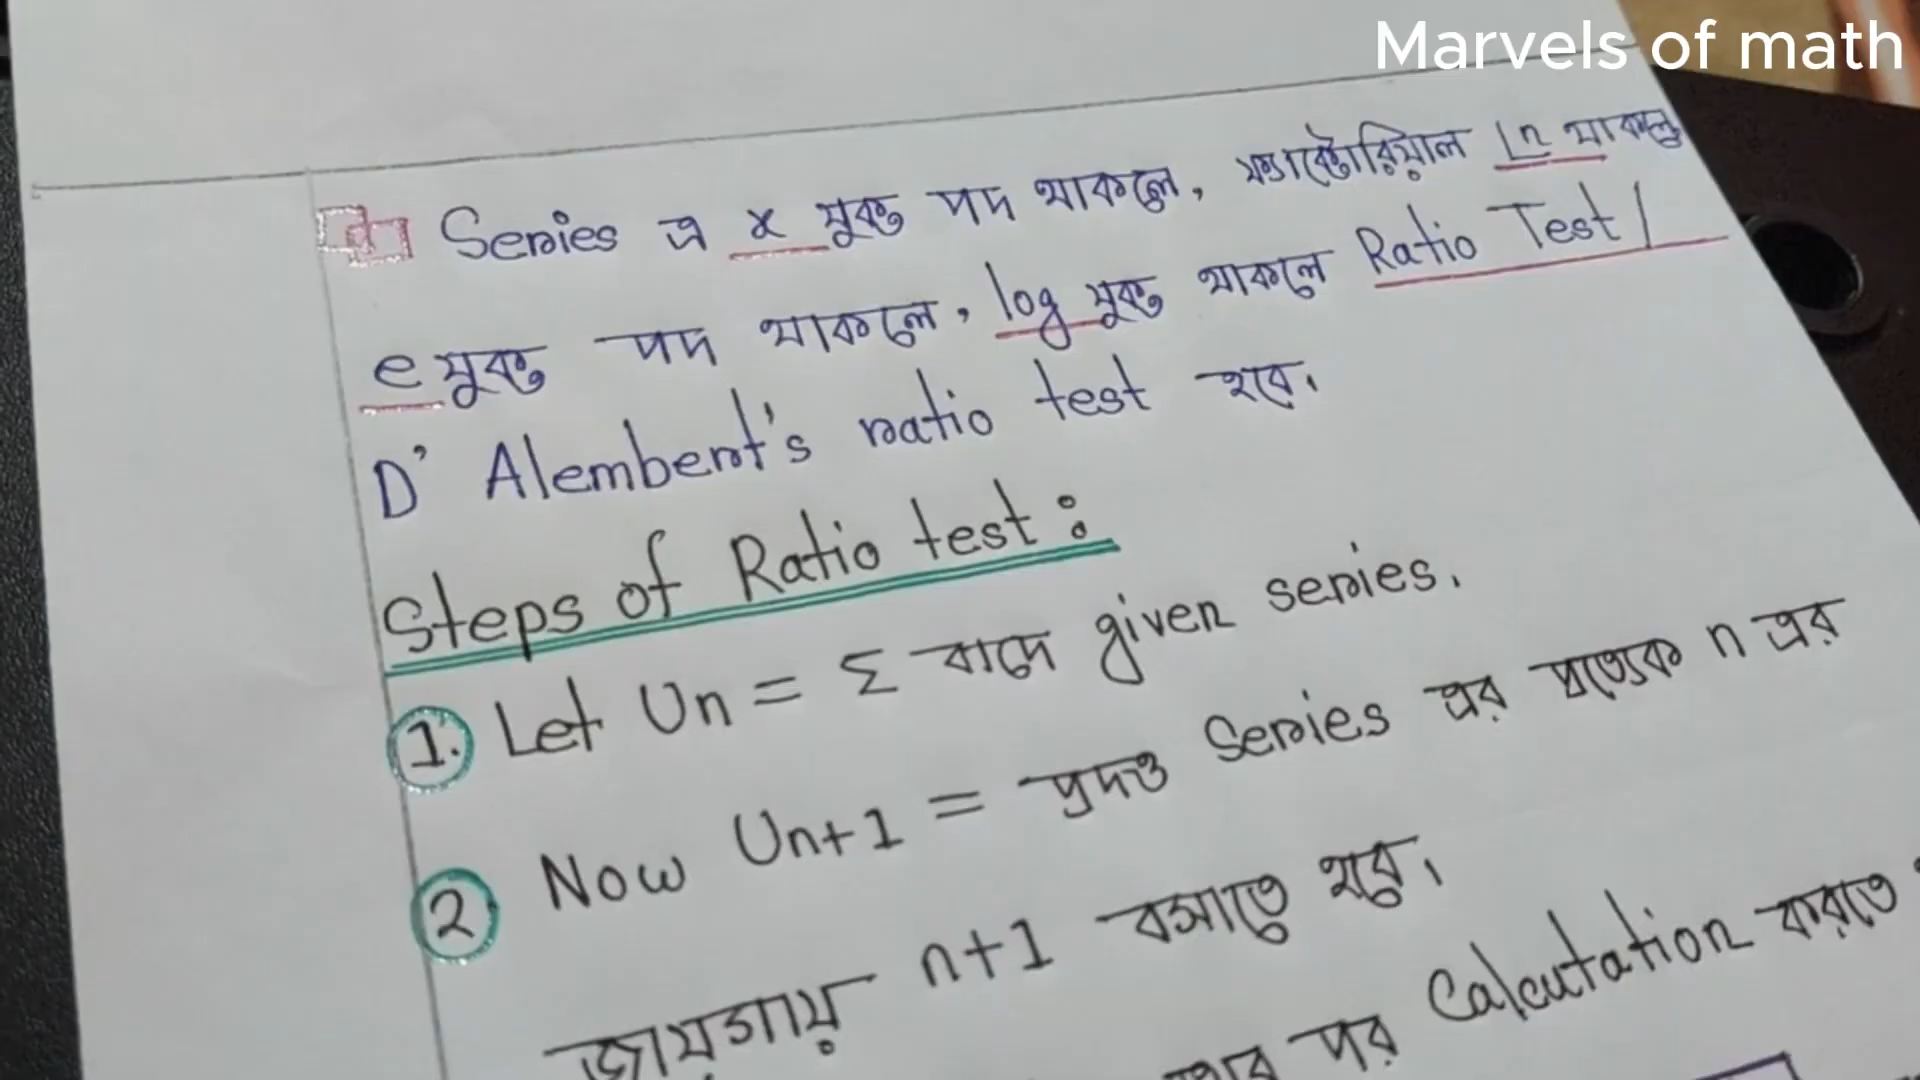 Marvels of math
Series এ x যুক্ত পদ থাকলে, ফ্যাক্টোরিয়াল Ln থাকলে
e যুক্ত পদ থাকলে, log যুক্ত থাকলে Ratio Test/
D' Alembert's ratio test হবে।
Steps of Ratio test:
1. Let Un = Σ বাদে given series.
2. Now Un+1 = প্রদত্ত Series এর প্রত্যেক n এর
জায়গায় n+1 বসাতে হবে।
পর Calculation করতে